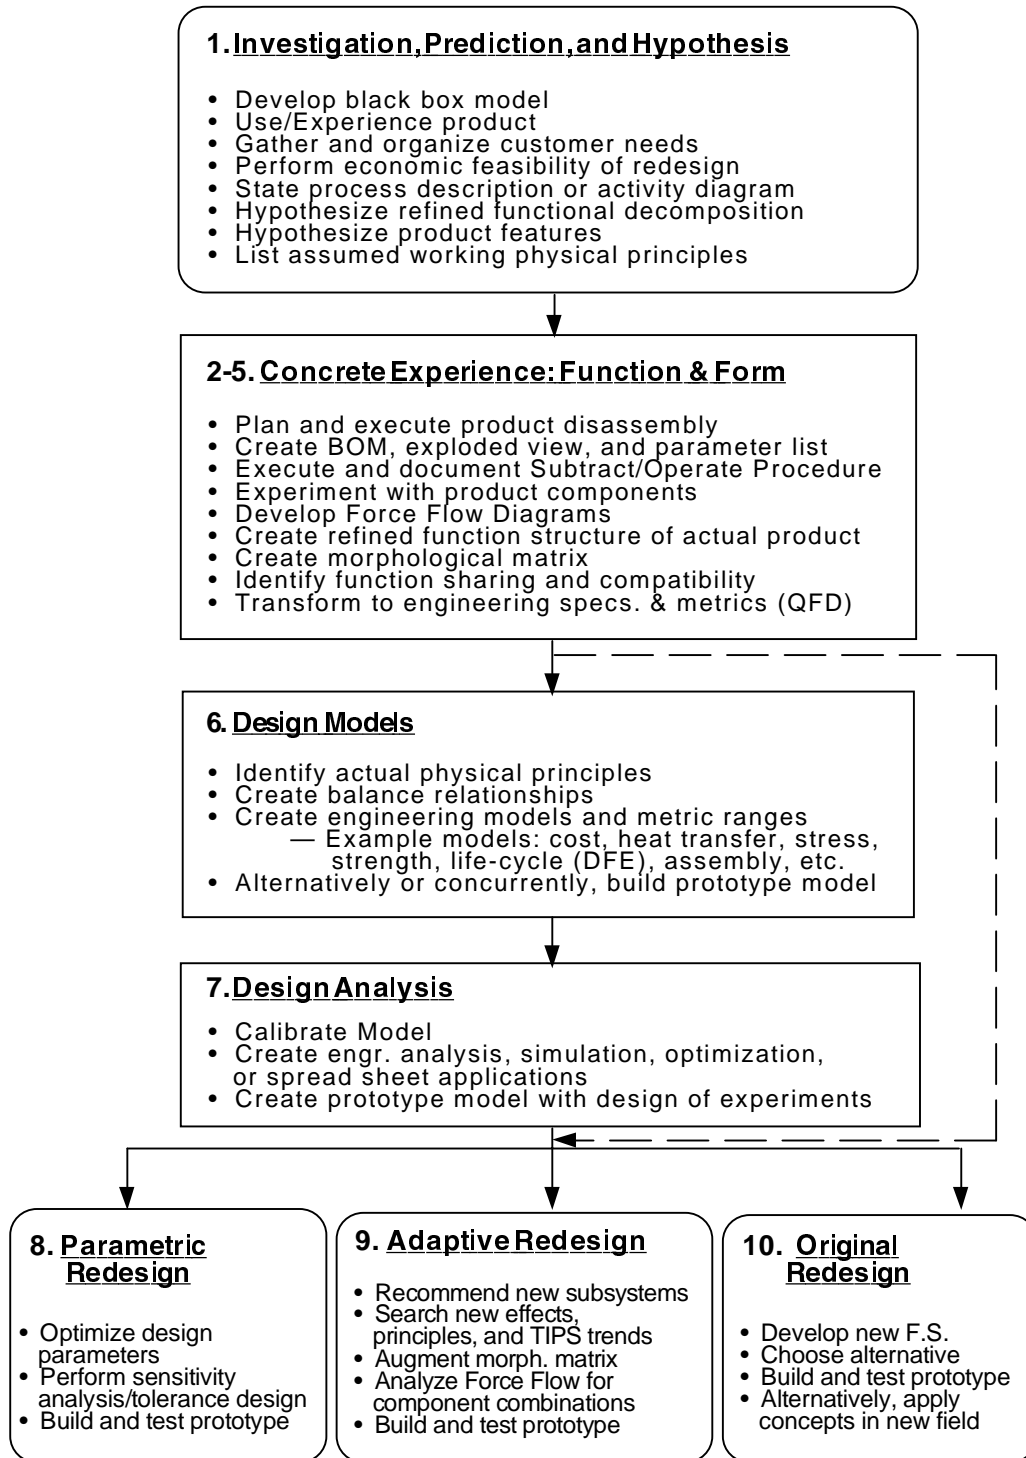 1. Investigation, Prediction, and Hypothesis
• Develop black box model
• Use/Experience product
• Gather and organize customer needs
• Perform economic feasibility of redesign
• State process description or activity diagram
• Hypothesize refined functional decomposition
• Hypothesize product features
• List assumed working physical principles
2-5. Concrete Experience: Function & Form
• Plan and execute product disassembly
• Create BOM, exploded view, and parameter list
• Execute and document Subtract/Operate Procedure
• Experiment with product components
• Develop Force Flow Diagrams
• Create refined function structure of actual product
• Create morphological matrix
• Identify function sharing and compatibility
• Transform to engineering specs. & metrics (QFD)
6. Design Models
• Identify actual physical principles
• Create balance relationships
• Create engineering models and metric ranges
— Example models: cost, heat transfer, stress,
strength, life-cycle (DFE), assembly, etc.
• Alternatively or concurrently, build prototype model
7. Design Analysis
• Calibrate Model
• Create engr. analysis, simulation, optimization,
or spread sheet applications
• Create prototype model with design of experiments
8. Parametric
Redesign
• Optimize design
parameters
• Perform sensitivity
analysis/tolerance design
• Build and test prototype
9. Adaptive Redesign
• Recommend new subsystems
• Search new effects,
principles, and TIPS trends
• Augment morph. matrix
• Analyze Force Flow for
component combinations
• Build and test prototype
10. Original
Redesign
• Develop new F.S.
• Choose alternative
• Build and test prototype
• Alternatively, apply
concepts in new field